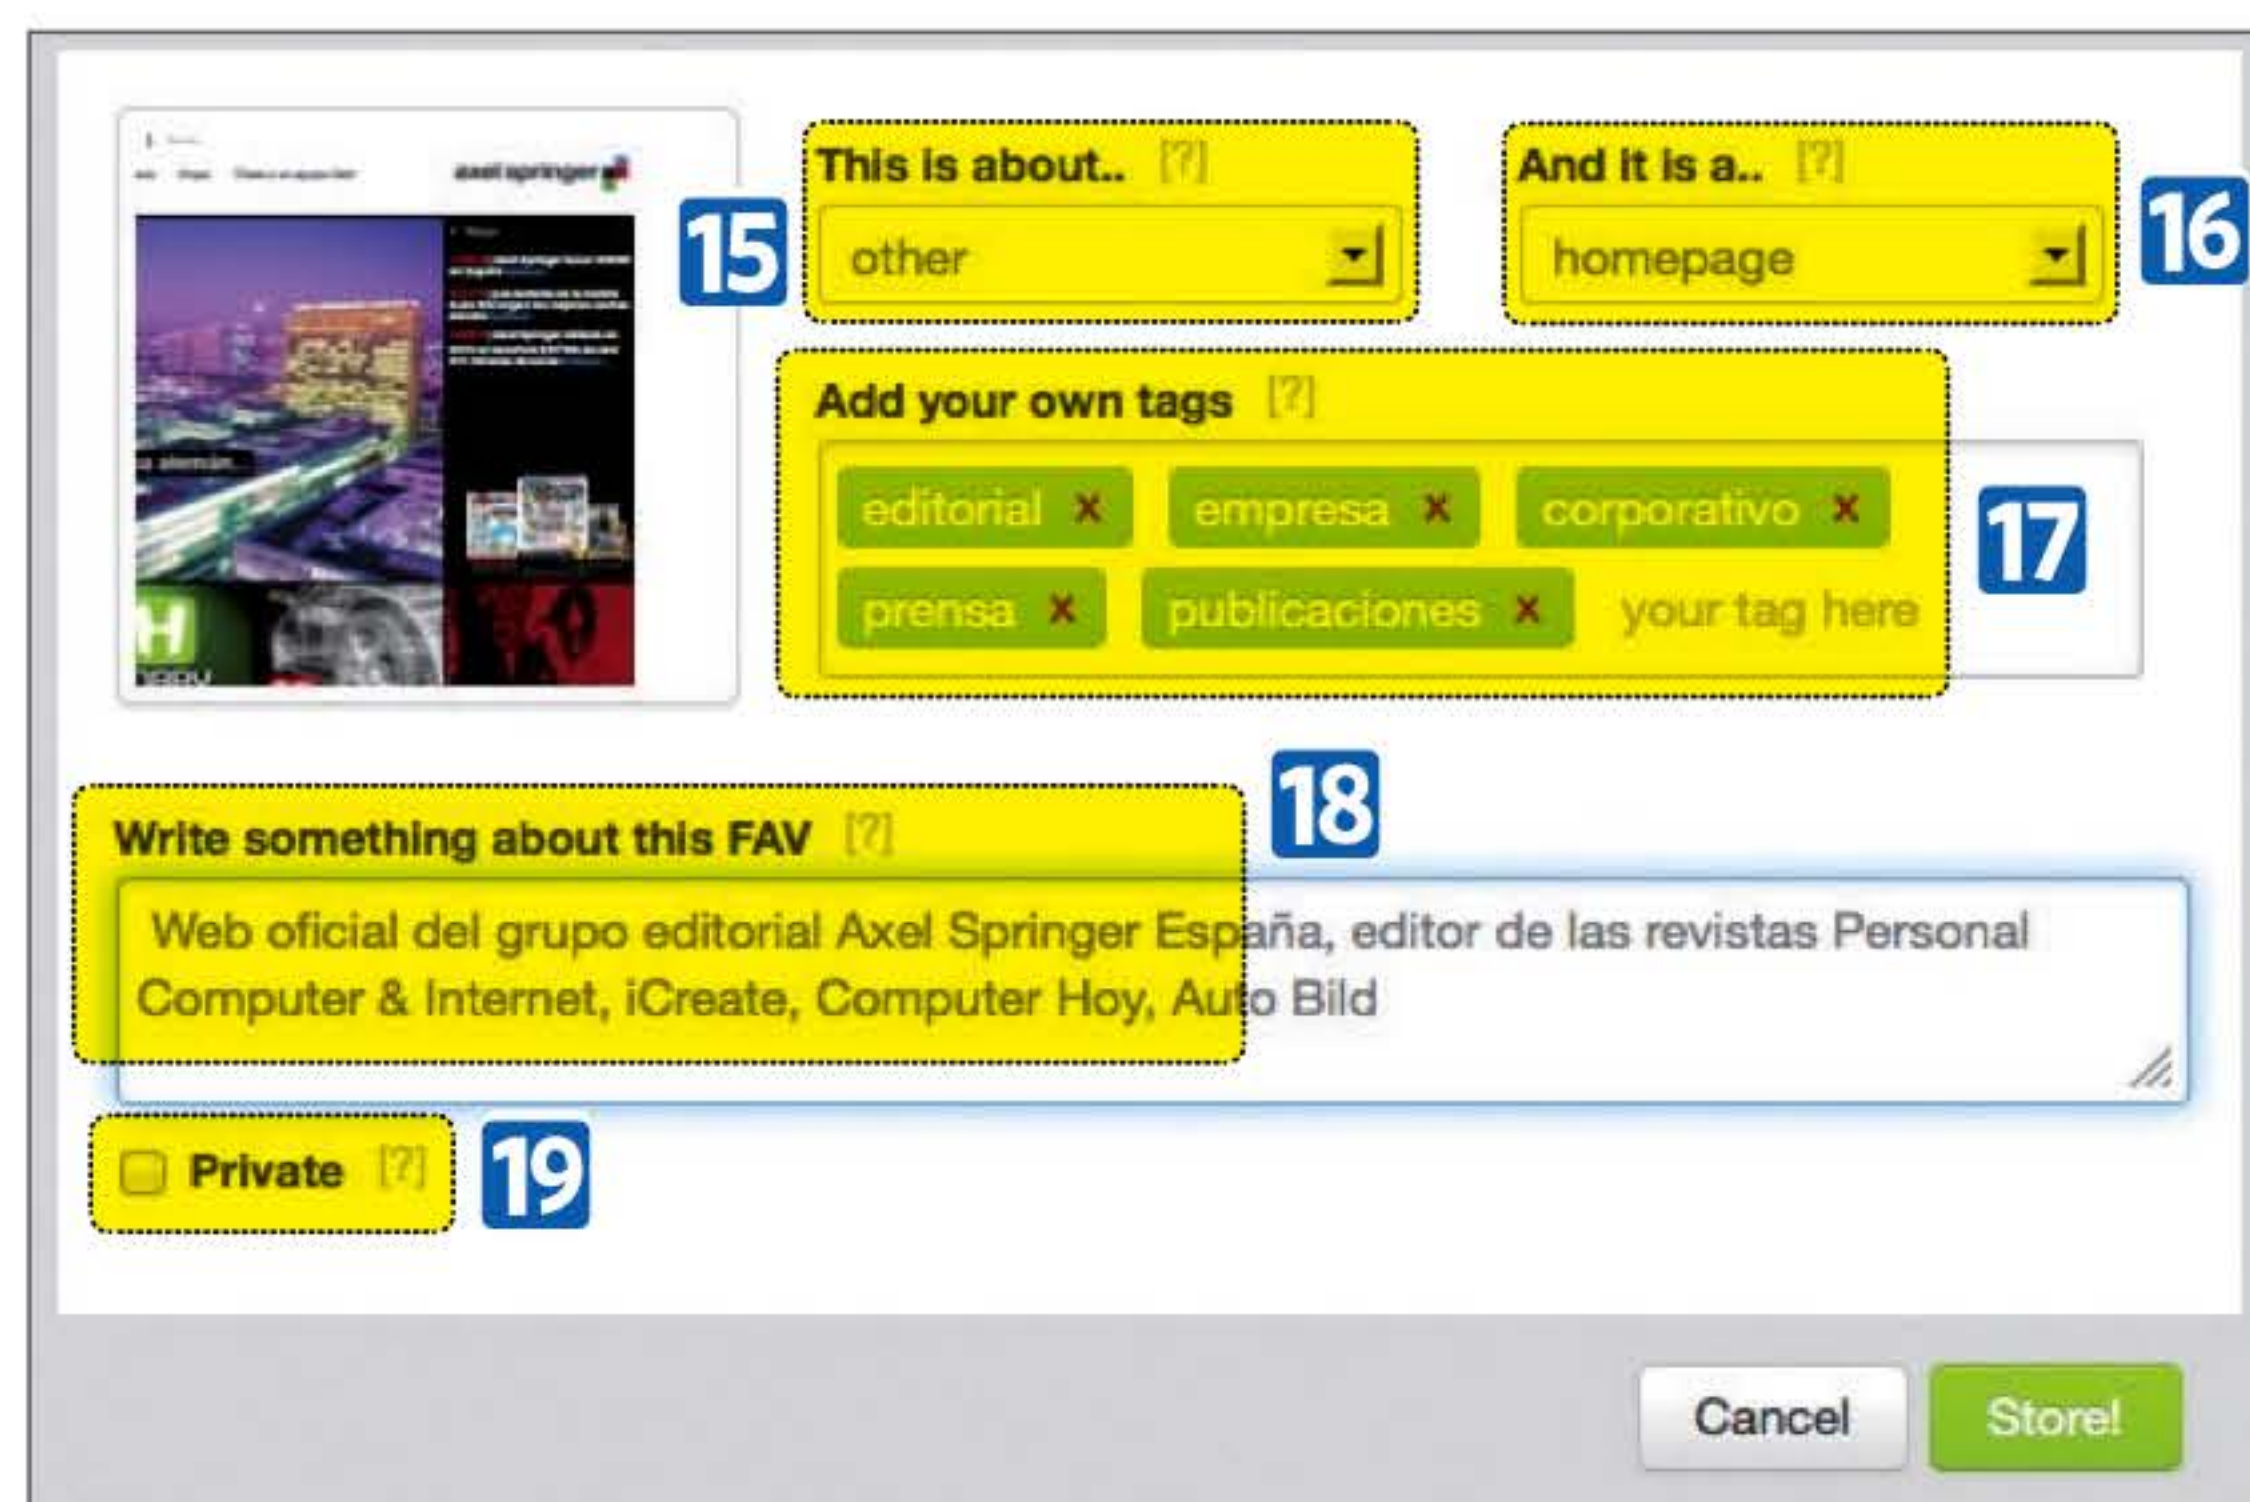 axel springer
a alemán...
H
This is about.. [?]
15
other
And it is a.. [?]
homepage
16
Add your own tags [?]
editorial x empresa x corporativo x
17
prensa x publicaciones x your tag here
18
Write something about this FAV [?]
Web oficial del grupo editorial Axel Springer España, editor de las revistas Personal
Computer & Internet, iCreate, Computer Hoy, Auto Bild
Private [?]
19
Cancel Store!